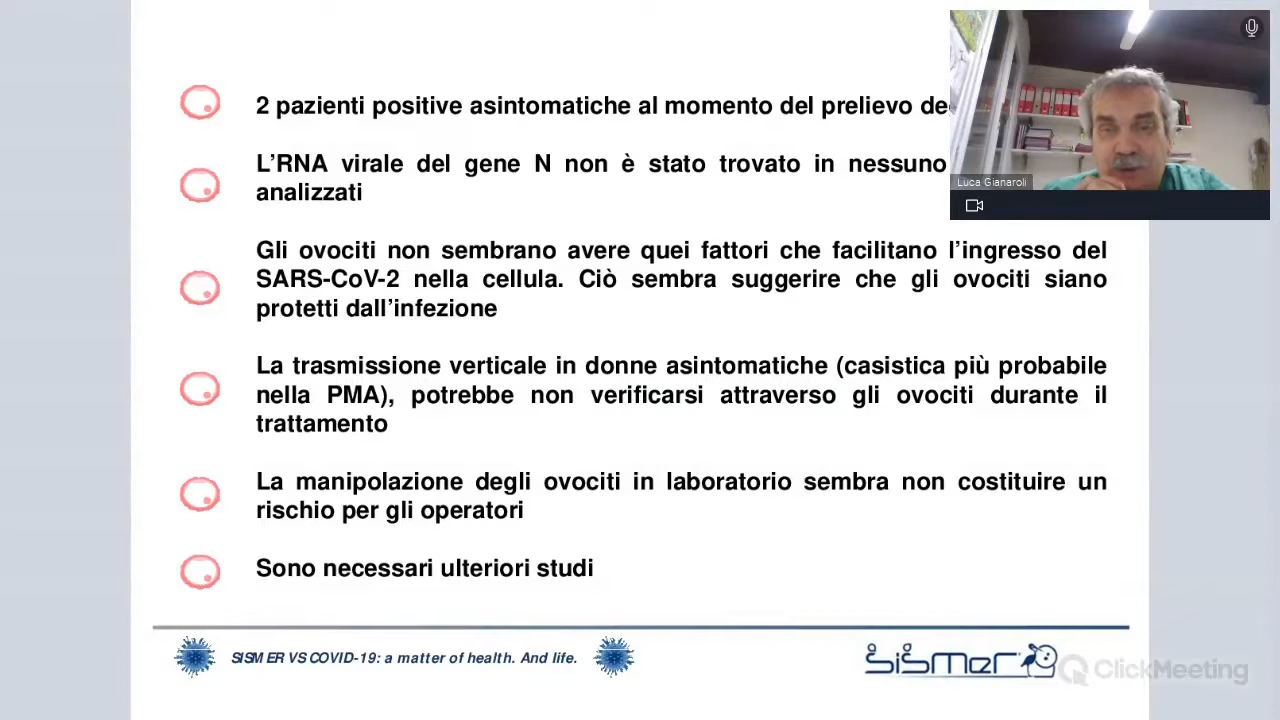 2 pazienti positive asintomatiche al momento del prelievo
L’RNA virale del gene N non è stato trovato in nessuno
analizzati
Gli ovociti non sembrano avere quei fattori che facilitano l’ingresso del
SARS-CoV-2 nella cellula. Ciò sembra suggerire che gli ovociti siano
protetti dall’infezione
La trasmissione verticale in donne asintomatiche (casistica più probabile
nella PMA), potrebbe non verificarsi attraverso gli ovociti durante il
trattamento
La manipolazione degli ovociti in laboratorio sembra non costituire un
rischio per gli operatori
Sono necessari ulteriori studi
Luca Gianaroli
SISMER VS COVID-19: a matter of health. And life.
sismer
ClickMeeting